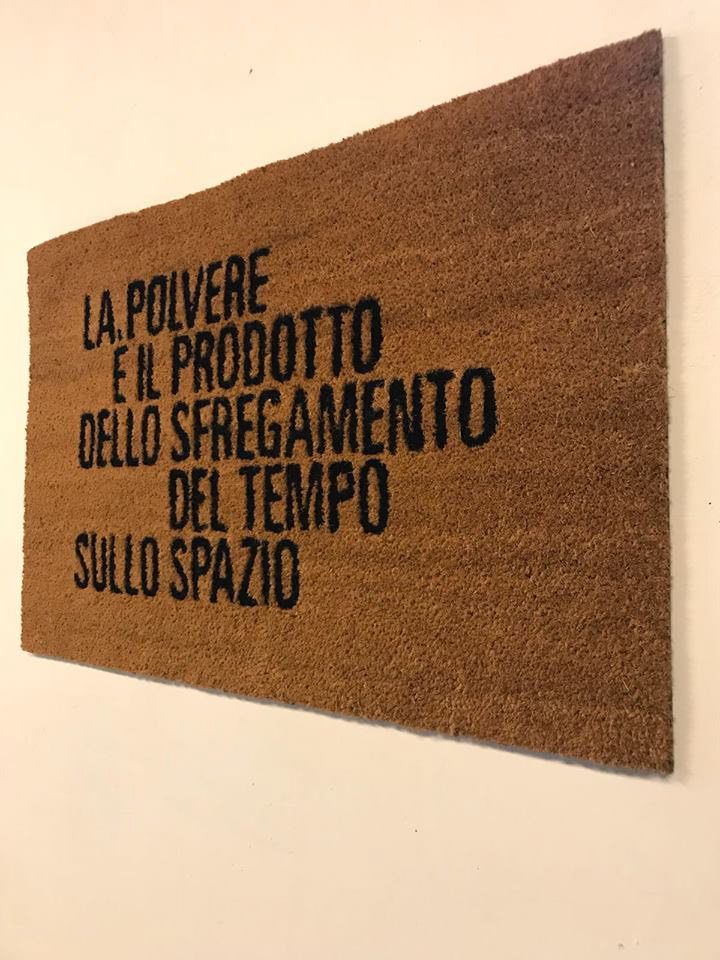 LA.POLVERE
E IL PRODOTTO
DELLO SFREGAMENTO
DEL TEMPO
SULLO SPAZIO